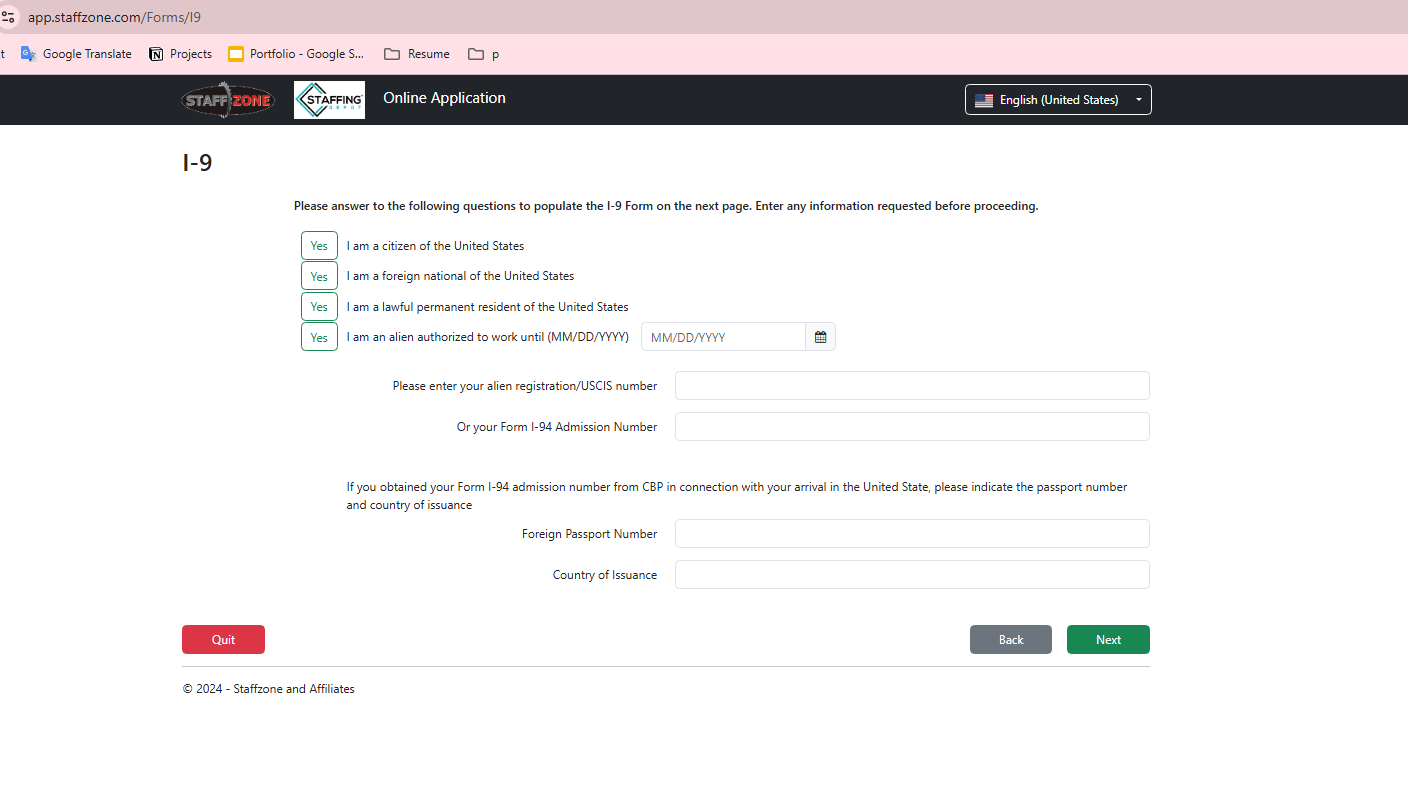 app.staffzone.com/Forms/I9
t Google Translate Projects Portfolio - Google S... Resume p
STAFF ZONE STAFFING DEPOT Online Application English (United States)
I-9
Please answer to the following questions to populate the I-9 Form on the next page. Enter any information requested before proceeding.
Yes I am a citizen of the United States
Yes I am a foreign national of the United States
Yes I am a lawful permanent resident of the United States
Yes I am an alien authorized to work until (MM/DD/YYYY) MM/DD/YYYY
Please enter your alien registration/USCIS number
Or your Form I-94 Admission Number
If you obtained your Form I-94 admission number from CBP in connection with your arrival in the United State, please indicate the passport number
and country of issuance
Foreign Passport Number
Country of Issuance
Quit Back Next
© 2024 - Staffzone and Affiliates